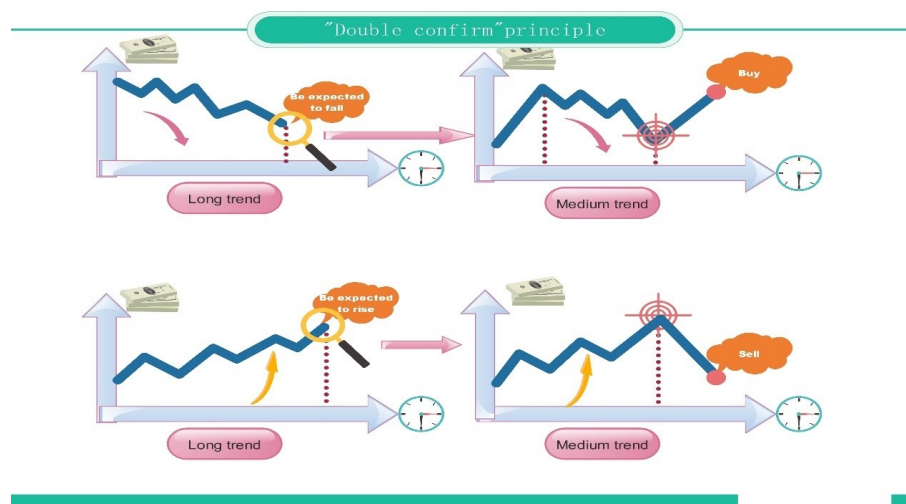 "Double confirm"principle
Be expected
to fall
Buy
Long trend
Medium trend
Be expected
to rise
Sell
Long trend
Medium trend